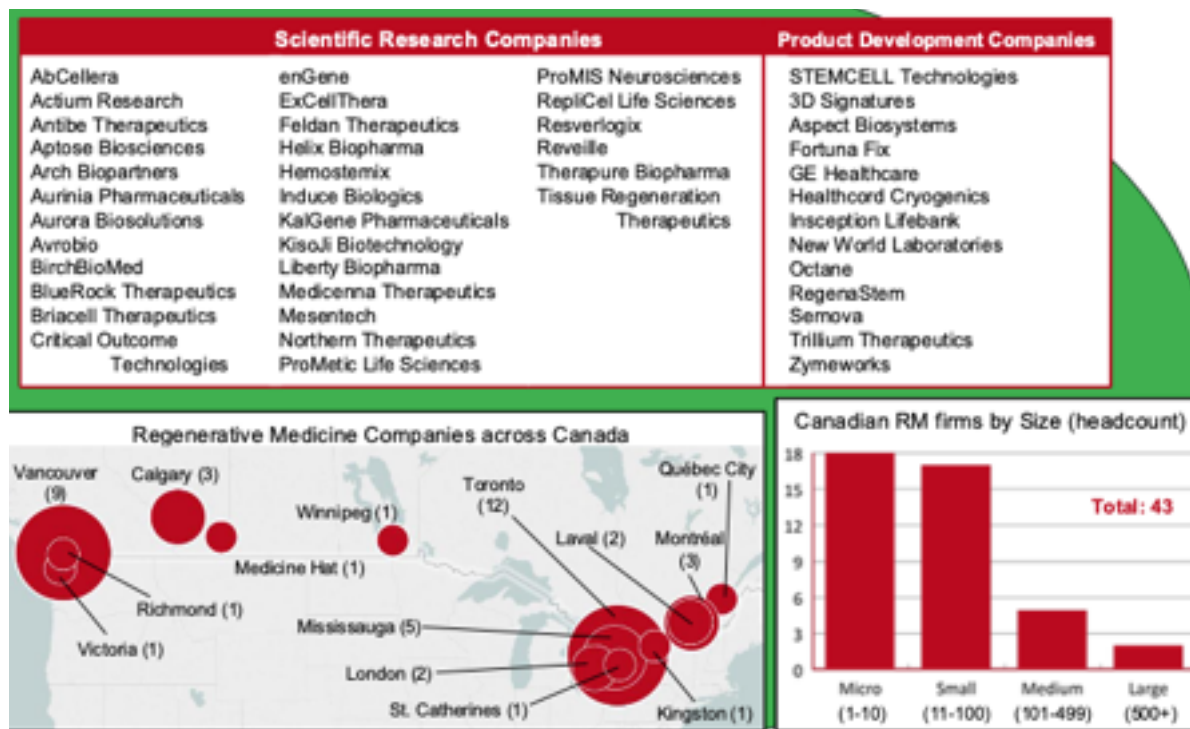 Scientific Research Companies
AbCellera
Actium Research
Antibe Therapeutics
Aptose Biosciences
Arch Biopartners
Aurinia Pharmaceuticals
Aurora Biosolutions
Avrobio
BirchBioMed
BlueRock Therapeutics
Briacell Therapeutics
Critical Outcome
Technologies
enGene
ExCellThera
Feldan Therapeutics
Helix Biopharma
Hemostemix
Induce Biologics
KalGene Pharmaceuticals
KisoJi Biotechnology
Liberty Biopharma
Medicenna Therapeutics
Mesentech
Northern Therapeutics
ProMetic Life Sciences
ProMIS Neurosciences
RepliCel Life Sciences
Resverlogix
Reveille
Therapure Biopharma
Tissue Regeneration
Therapeutics
Product Development Companies
STEMCELL Technologies
3D Signatures
Aspect Biosystems
Fortuna Fix
GE Healthcare
Healthcord Cryogenics
Insception Lifebank
New World Laboratories
Octane
RegenaStem
Sernova
Trillium Therapeutics
Zymeworks
Regenerative Medicine Companies across Canada
Vancouver
(9)
Calgary (3)
Winnipeg (1)
Medicine Hat (1)
Richmond (1)
Victoria (1)
Toronto
(12)
Québec City
(1)
Laval (2)
Montréal
(3)
Mississauga (5)
London (2)
St. Catherines (1)
Kingston (1)
Canadian RM firms by Size (headcount)
18
15
12
9
6
3
0
Total: 43
Micro
(1-10)
Small
(11-100)
Medium
(101-499)
Large
(500+)